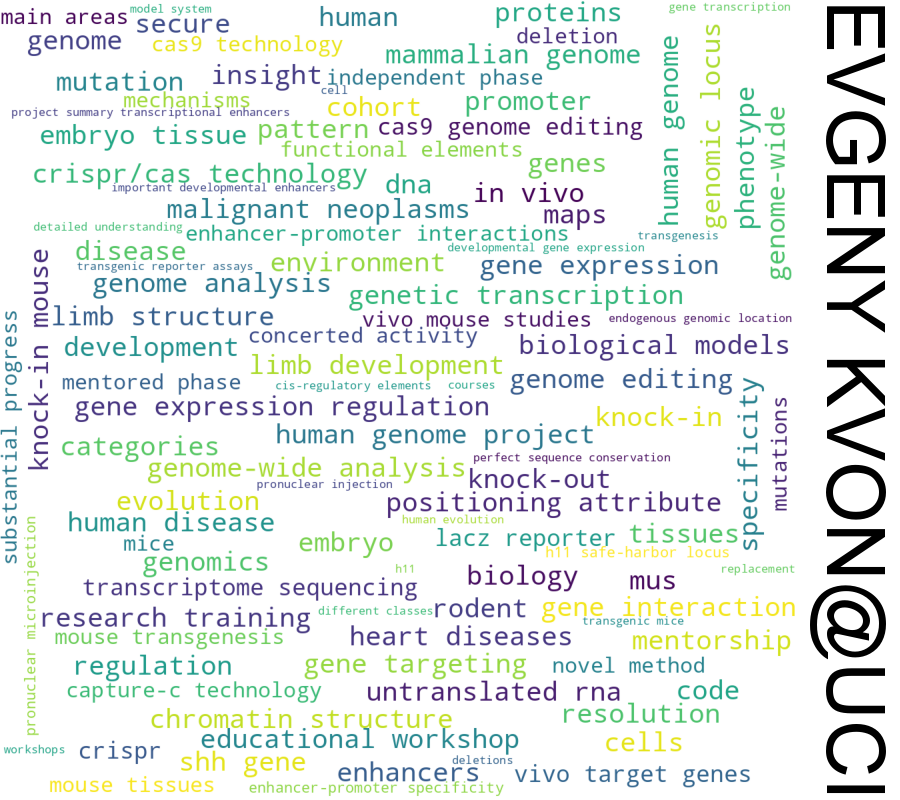 main areas
model system
secure
human
proteins
gene transcription
genome
cas9 technology
deletion
mammalian genome
mutation
insight
independent phase
cell
mechanisms
cohort
promoter
project summary transcriptional enhancers
embryo tissue
pattern
cas9 genome editing
functional elements
genes
crispr/cas technology
important developmental enhancers
dna
in vivo
malignant neoplasms
maps
human genome
genomic locus
phenotype
genome-wide
detailed understanding
enhancer-promoter interactions
transgenesis
disease
developmental gene expression
transgenic reporter assays
environment
gene expression
genome analysis
genetic transcription
knock-in mouse
limb structure
vivo mouse studies
endogenous genomic location
concerted activity
development
biological models
limb development
substantial progress
mentored phase
cis-regulatory elements
courses
genome editing
gene expression regulation
knock-in
human genome project
specificity
mutations
categories
perfect sequence conservation
genome-wide analysis
knock-out
pronuclear injection
evolution
positioning attribute
human disease
human evolution
mice
embryo
lacz reporter
tissues
h11 safe-harbor locus
genomics
h11
replacement
biology
mus
transcriptome sequencing
pronuclear microinjection
research training
different classes
rodent
gene interaction
transgenic mice
mouse transgenesis
heart diseases
mentorship
regulation
gene targeting
novel method
capture-c technology
untranslated rna
code
chromatin structure
resolution
educational workshop
cells
workshops
crispr
shh gene
deletions
enhancers
vivo target genes
mouse tissues
enhancer-promoter specificity
EVGENY KVON@UCI